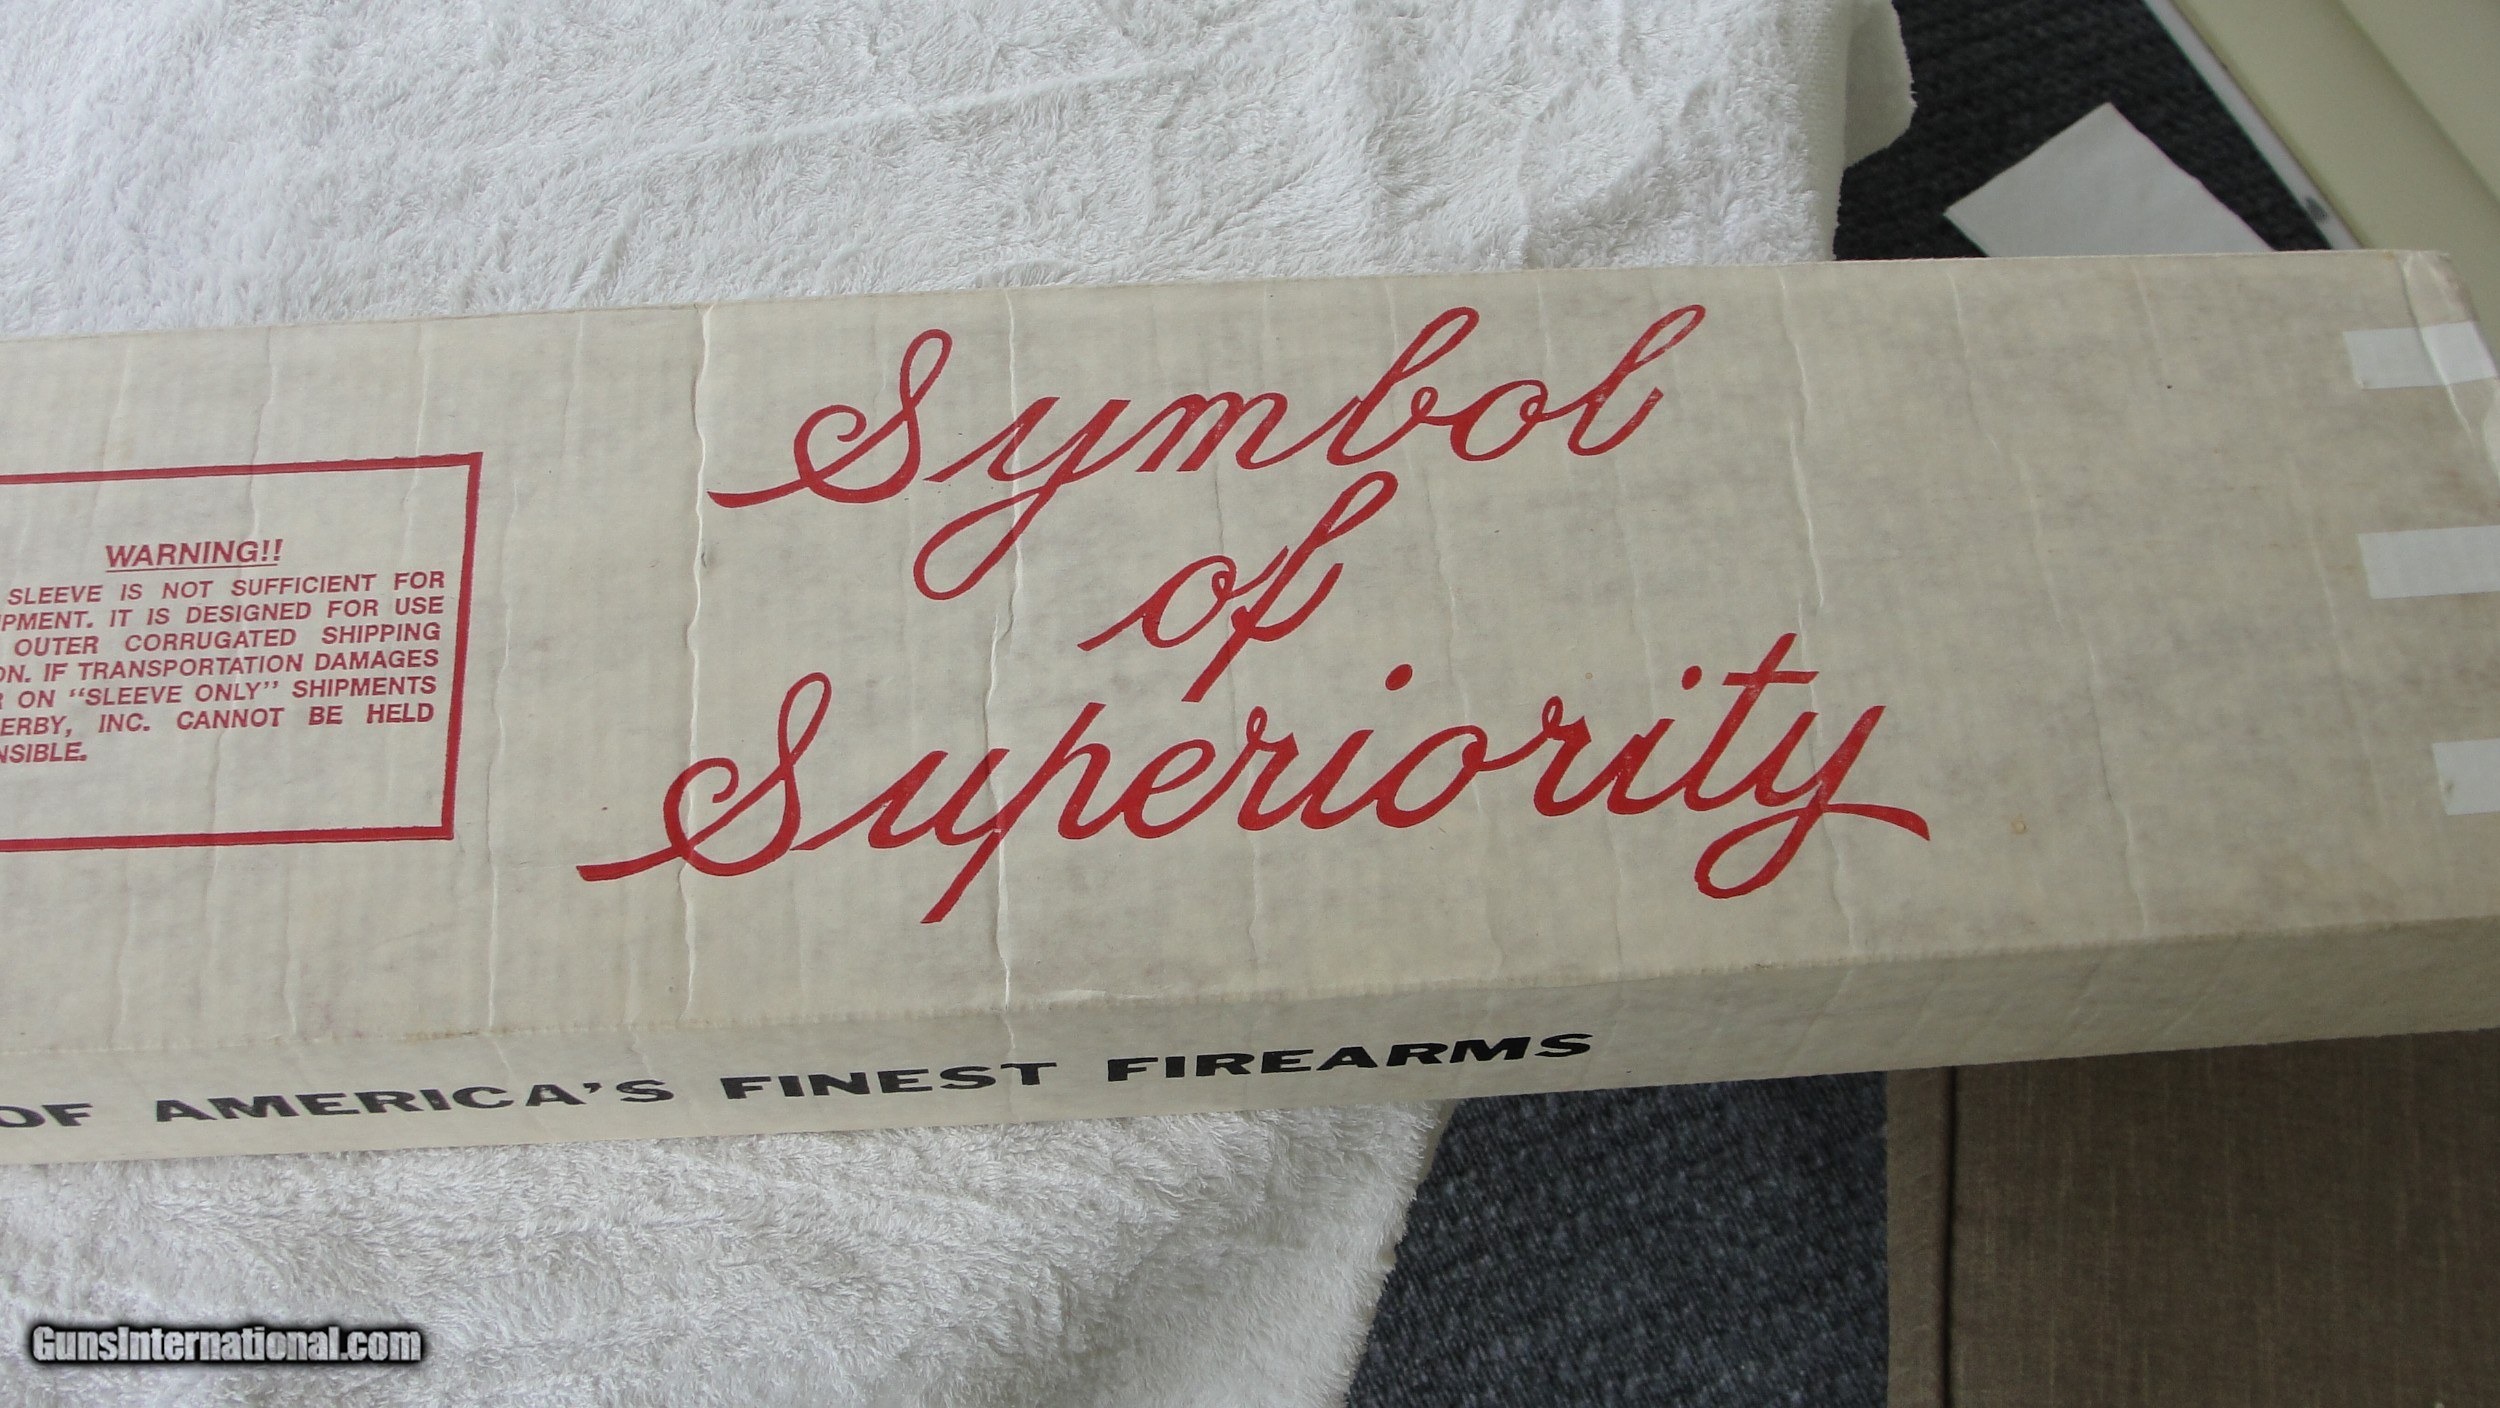 Symbol
of
Superiority
WARNING!!
SLEEVE IS NOT SUFFICIENT FOR
IPMENT. IT IS DESIGNED FOR USE
OUTER CORRUGATED SHIPPING
ON. IF TRANSPORTATION DAMAGES
R ON "SLEEVE ONLY" SHIPMENTS
ERBY, INC. CANNOT BE HELD
NSIBLE.
OF AMERICA'S FINEST FIREARMS
GunsInternational.com